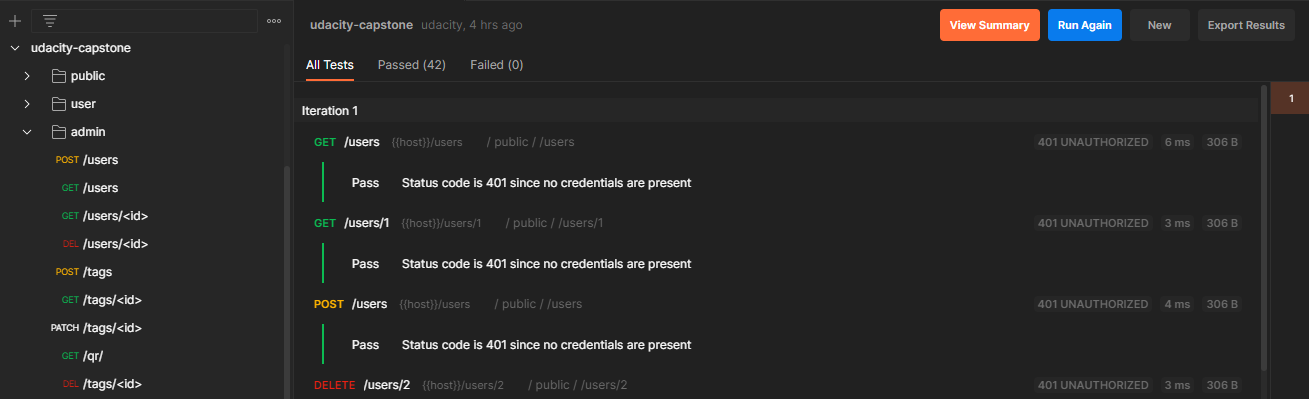 udacity-capstone
public
user
admin
POST /users
GET /users
GET /users/<id>
DEL /users/<id>
POST /tags
GET /tags/<id>
PATCH /tags/<id>
GET /qr/
DEL /tags/<id>
udacity-capstone udacity, 4 hrs ago
View Summary Run Again New Export Results
All Tests Passed (42) Failed (0)
Iteration 1
GET /users {{host}}/users / public / /users 401 UNAUTHORIZED 6 ms 306 B
Pass Status code is 401 since no credentials are present
GET /users/1 {{host}}/users/1 / public / /users/1 401 UNAUTHORIZED 3 ms 306 B
Pass Status code is 401 since no credentials are present
POST /users {{host}}/users / public / /users 401 UNAUTHORIZED 4 ms 306 B
Pass Status code is 401 since no credentials are present
DELETE /users/2 {{host}}/users/2 / public / /users/2 401 UNAUTHORIZED 3 ms 306 B
1